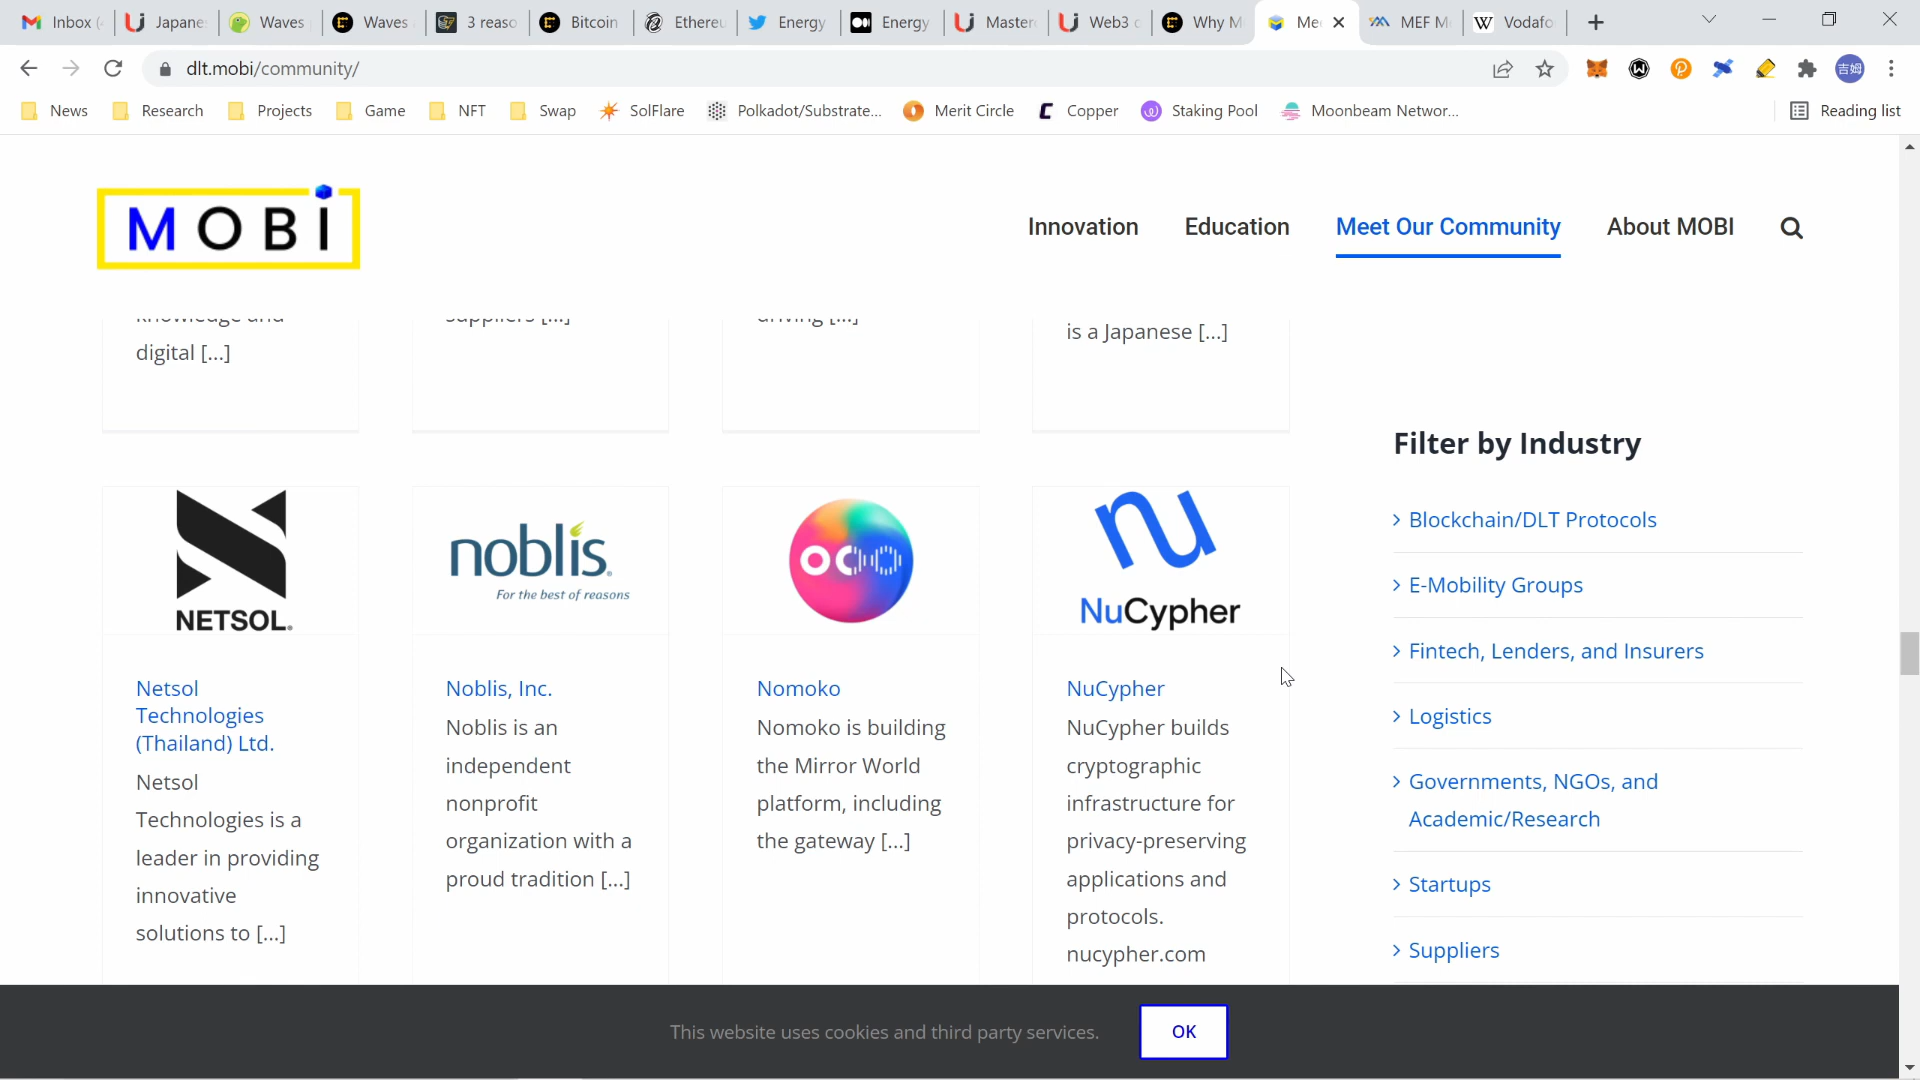 Inbox (
Japane
Waves
Waves
3 reaso
Bitcoin
Ethereu
Energy
Energy
Master
Web3 c
Why M
Me
MEF M
Vodafo
dlt.mobi/community/
吉姆
News
Research
Projects
Game
NFT
Swap
SolFlare
Polkadot/Substrate...
Merit Circle
Copper
Staking Pool
Moonbeam Networ...
Reading list
MOBi
Innovation
Education
Meet Our Community
About MOBI
knowledge and
digital [...]
suppliers [...]
driving [...]
is a Japanese [...]
NETSOL
Netsol
Technologies
(Thailand) Ltd.
Netsol
Technologies is a
leader in providing
innovative
solutions to [...]
noblis
For the best of reasons
Noblis, Inc.
Noblis is an
independent
nonprofit
organization with a
proud tradition [...]
Nomoko
Nomoko is building
the Mirror World
platform, including
the gateway [...]
NuCypher
NuCypher
NuCypher builds
cryptographic
infrastructure for
privacy-preserving
applications and
protocols.
nucypher.com
Filter by Industry
Blockchain/DLT Protocols
E-Mobility Groups
Fintech, Lenders, and Insurers
Logistics
Governments, NGOs, and
Academic/Research
Startups
Suppliers
This website uses cookies and third party services.
OK